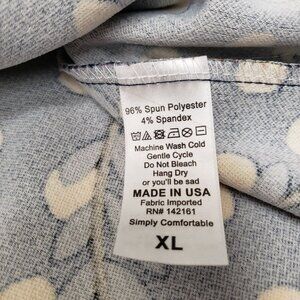 96% Spun Polyester
4% Spandex
Machine Wash Cold
Gentle Cycle
Do Not Bleach
Hang Dry
or you'll be sad
MADE IN USA
Fabric Imported
RN# 142161
Simply Comfortable
XL